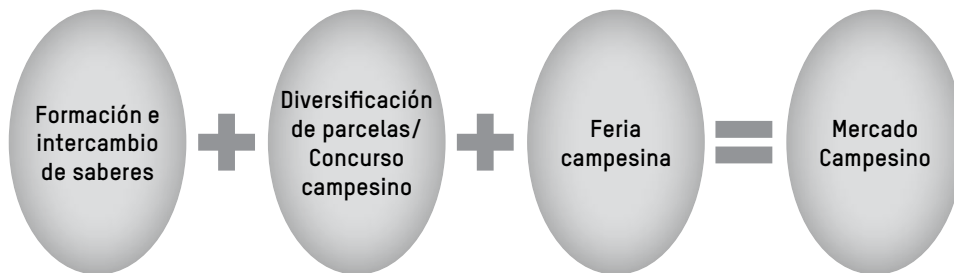 Formación e
intercambio
de saberes
+
Diversificación
de parcelas/
Concurso
campesino
+
Feria
campesina
=
Mercado
Campesino